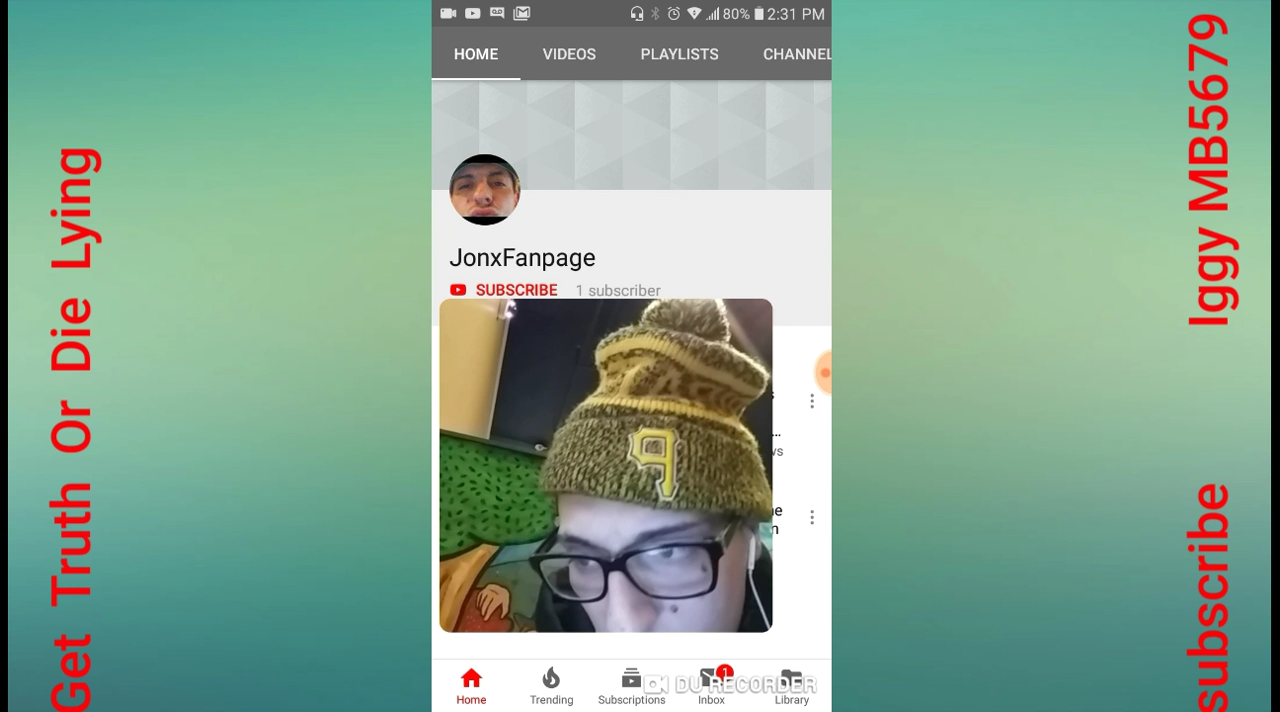 80% 2:31 PM
HOME VIDEOS PLAYLISTS CHANNEL
JonxFanpage
SUBSCRIBE 1 subscriber
P
1
Home Trending Subscriptions Inbox Library
DU RECORDER
Get Truth Or Die Lying
Iggy MB5679
subscribe